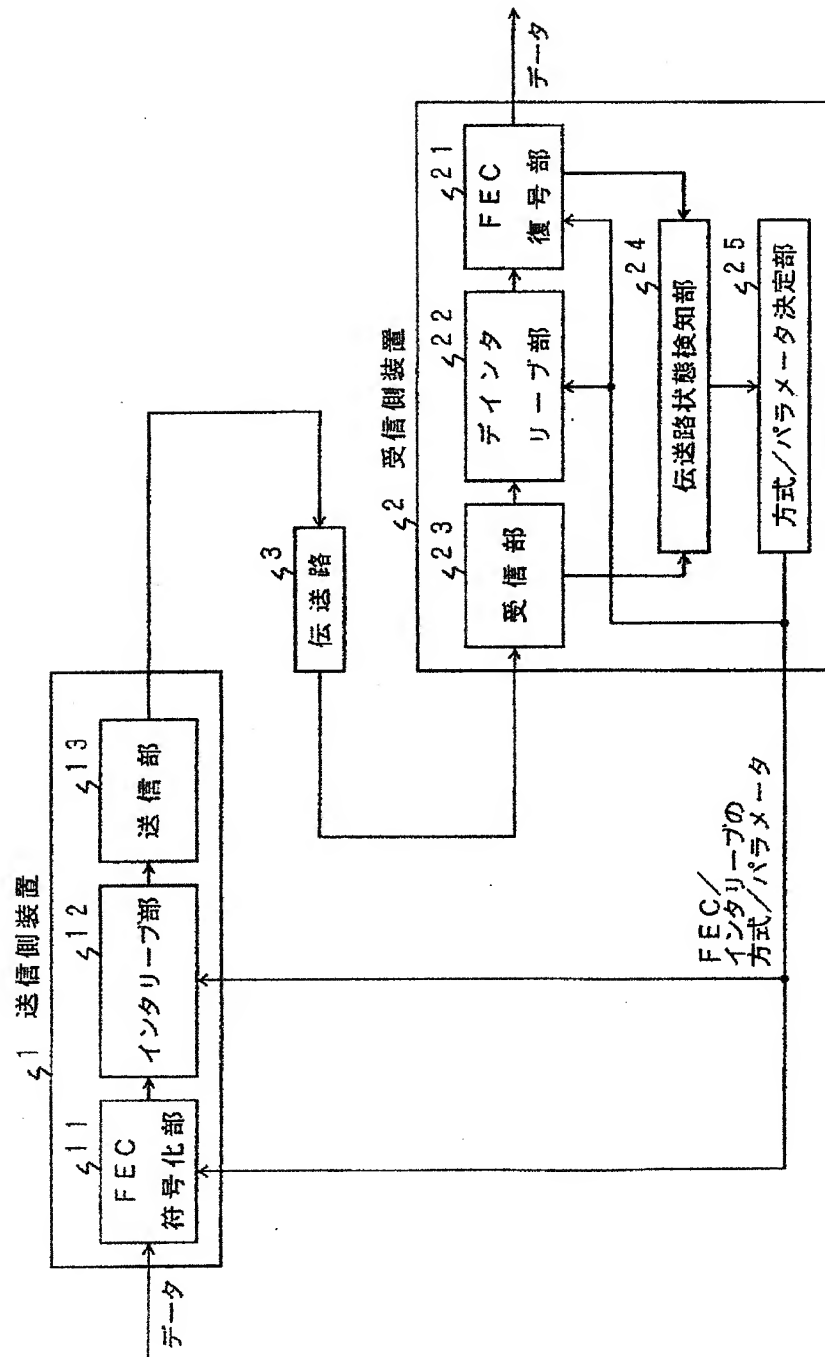 1 送信側装置
データ
11
FEC
符号化部
12
インタリーブ部
13
送信部
3
伝送路
2 受信側装置
23
受信部
22
デインタ
リーブ部
21
FEC
復号部
データ
24
伝送路状態検知部
25
方式／パラメータ決定部
FEC／
インタリーブの
方式／パラメータ